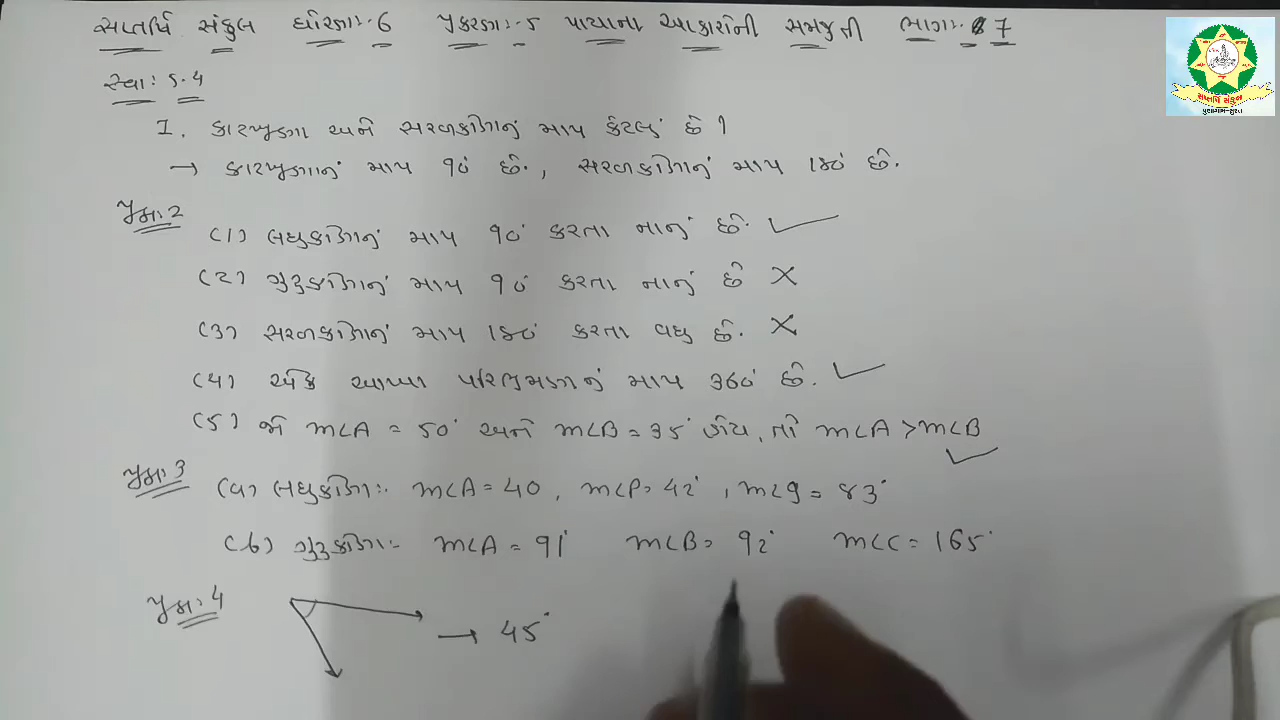 સપ્તર્ષિ સંકુલ ધોરણઃ- 6 પ્રકરણઃ- 5 પાયાના આકારોની સમજુતી ભાગઃ- 7
સ્વાઃ 5.4
1. કાટખૂણા અને સરળકોણનું માપ કેટલું છે ?
→ કાટખૂણાનું માપ 90° છે., સરળકોણનું માપ 180° છે.
પ્રશ્નઃ2
(1) લઘુકોણનું માપ 90° કરતા નાનું છે. ✓
(2) ગુરુકોણનું માપ 90° કરતા નાનું છે ✗
(3) સરળકોણનું માપ 180° કરતા વધુ છે. ✗
(4) એક આખા પરિભ્રમણનું માપ 360° છે. ✓
(5) જો m∠A = 50° અને m∠B = 35° હોય, તો m∠A > m∠B ✓
પ્રશ્નઃ3
(a) લઘુકોણઃ- m∠A = 40, m∠P = 42°, m∠g = 83°
(b) ગુરુકોણઃ- m∠A = 91° m∠B = 92° m∠C = 165°
પ્રશ્નઃ4
→ 45°
સપ્તર્ષિ સંકુલ
પુણાગામ-સુરત